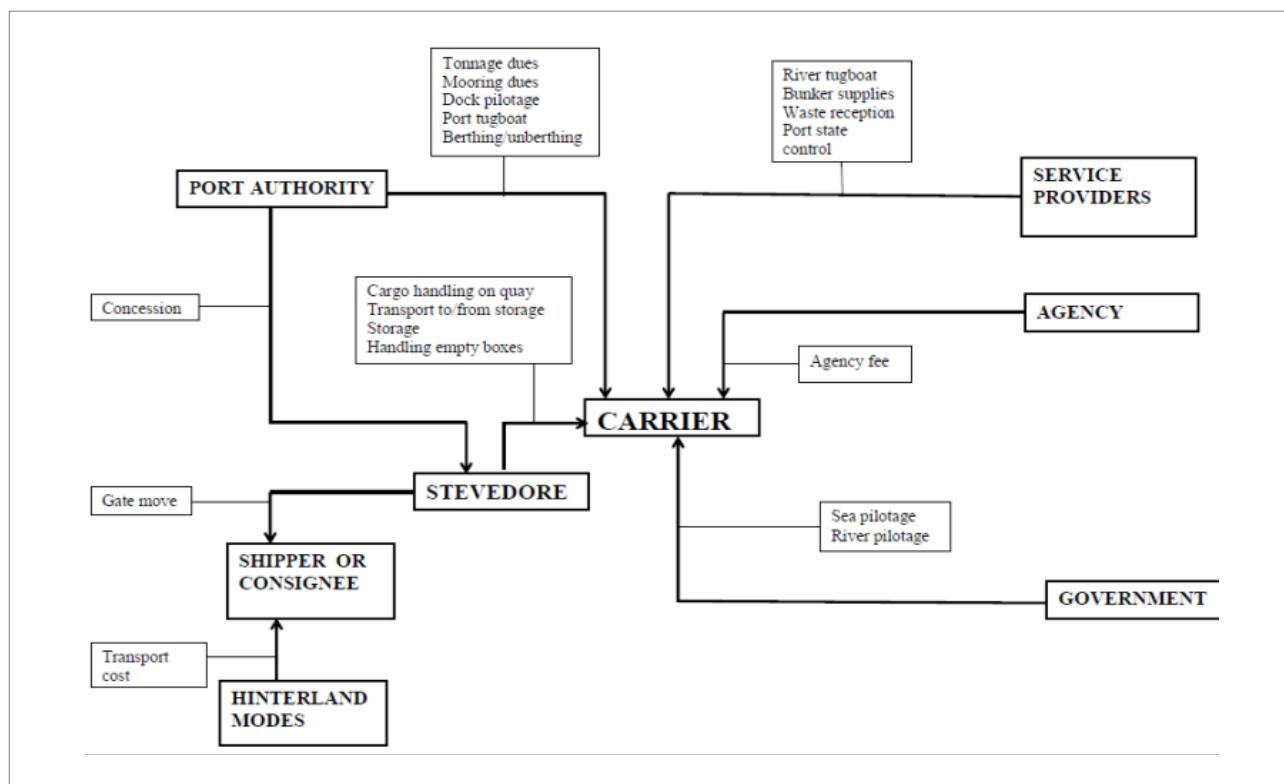 Tonnage dues
Mooring dues
Dock pilotage
Port tugboat
Berthing/unberthing
River tugboat
Bunker supplies
Waste reception
Port state
control
PORT AUTHORITY
SERVICE
PROVIDERS
Concession
Cargo handling on quay
Transport to/from storage
Storage
Handling empty boxes
AGENCY
Agency fee
CARRIER
STEVEDORE
Gate move
Sea pilotage
River pilotage
SHIPPER OR
CONSIGNEE
GOVERNMENT
Transport
cost
HINTERLAND
MODES